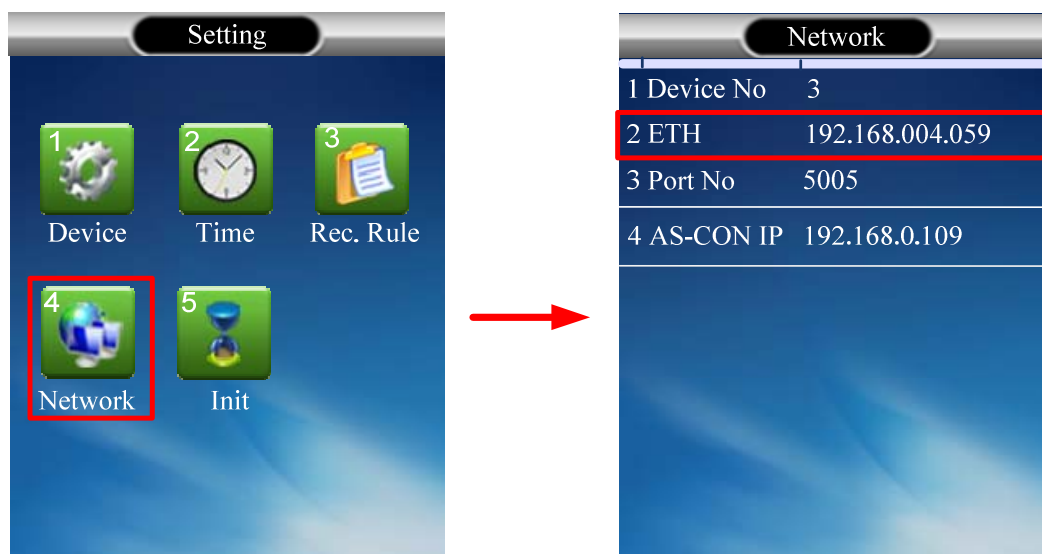 Setting
1 2 3
Device Time Rec. Rule
4 5
Network Init
Network
1 Device No 3
2 ETH 192.168.004.059
3 Port No 5005
4 AS-CON IP 192.168.0.109